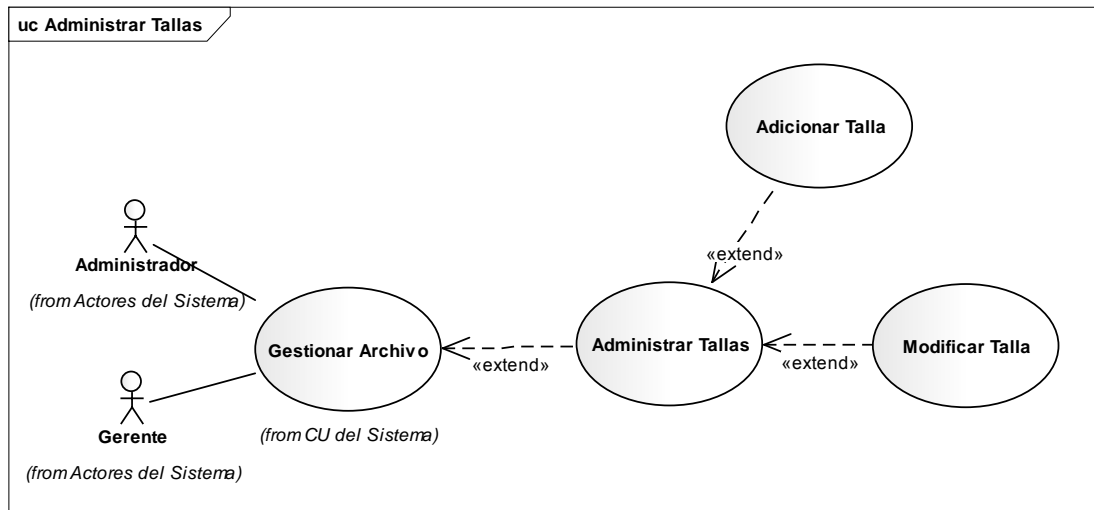 uc Administrar Tallas
Adicionar Talla
«extend»
Administrador
(from Actores del Sistema)
Gestionar Archivo
«extend»
Administrar Tallas
«extend»
Modificar Talla
Gerente
(from CU del Sistema)
(from Actores del Sistema)